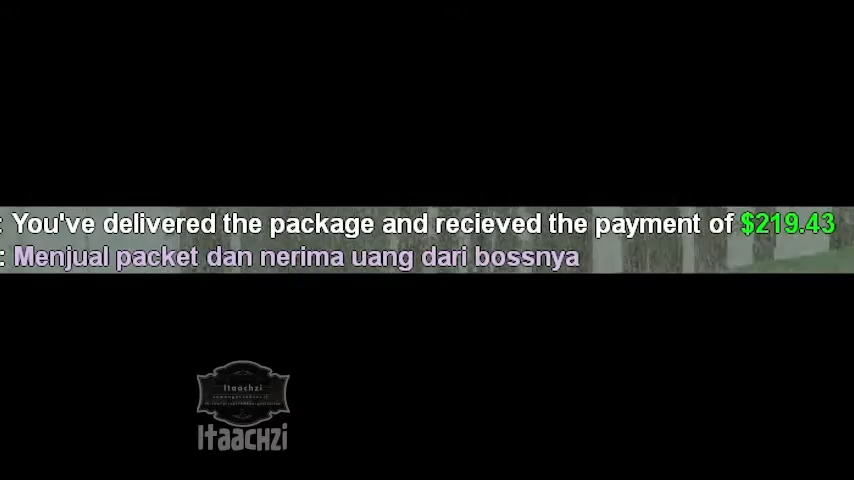 : You've delivered the package and recieved the payment of $219.43
: Menjual packet dan nerima uang dari bossnya
Itaachzi
Itaachzi